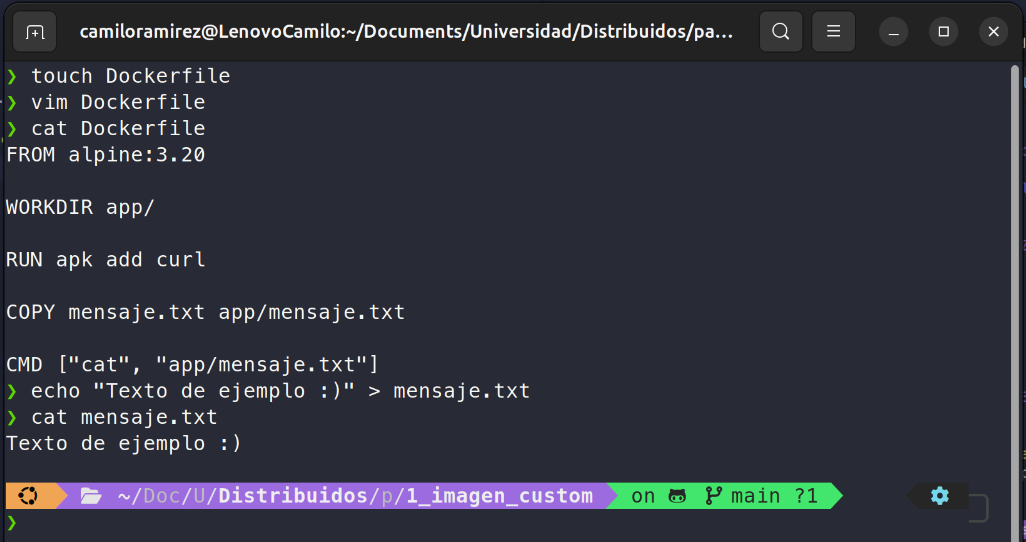 camiloramirez@LenovoCamilo:~/Documents/Universidad/Distribuidos/pa...
❯ touch Dockerfile
❯ vim Dockerfile
❯ cat Dockerfile
FROM alpine:3.20
WORKDIR app/
RUN apk add curl
COPY mensaje.txt app/mensaje.txt
CMD ["cat", "app/mensaje.txt"]
❯ echo "Texto de ejemplo :)" > mensaje.txt
❯ cat mensaje.txt
Texto de ejemplo :)
~/Doc/U/Distribuidos/p/1_imagen_custom on main ?1
❯